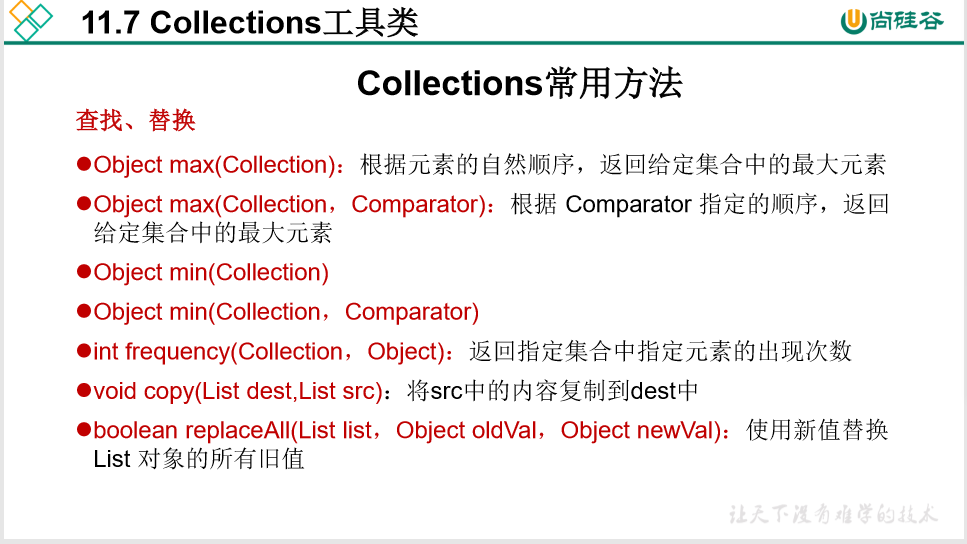 11.7 Collections工具类
尚硅谷
Collections常用方法
查找、替换
●Object max(Collection)：根据元素的自然顺序，返回给定集合中的最大元素
●Object max(Collection，Comparator)：根据 Comparator 指定的顺序，返回
给定集合中的最大元素
●Object min(Collection)
●Object min(Collection，Comparator)
●int frequency(Collection，Object)：返回指定集合中指定元素的出现次数
●void copy(List dest,List src)：将src中的内容复制到dest中
●boolean replaceAll(List list，Object oldVal，Object newVal)：使用新值替换
List 对象的所有旧值
让天下没有难学的技术